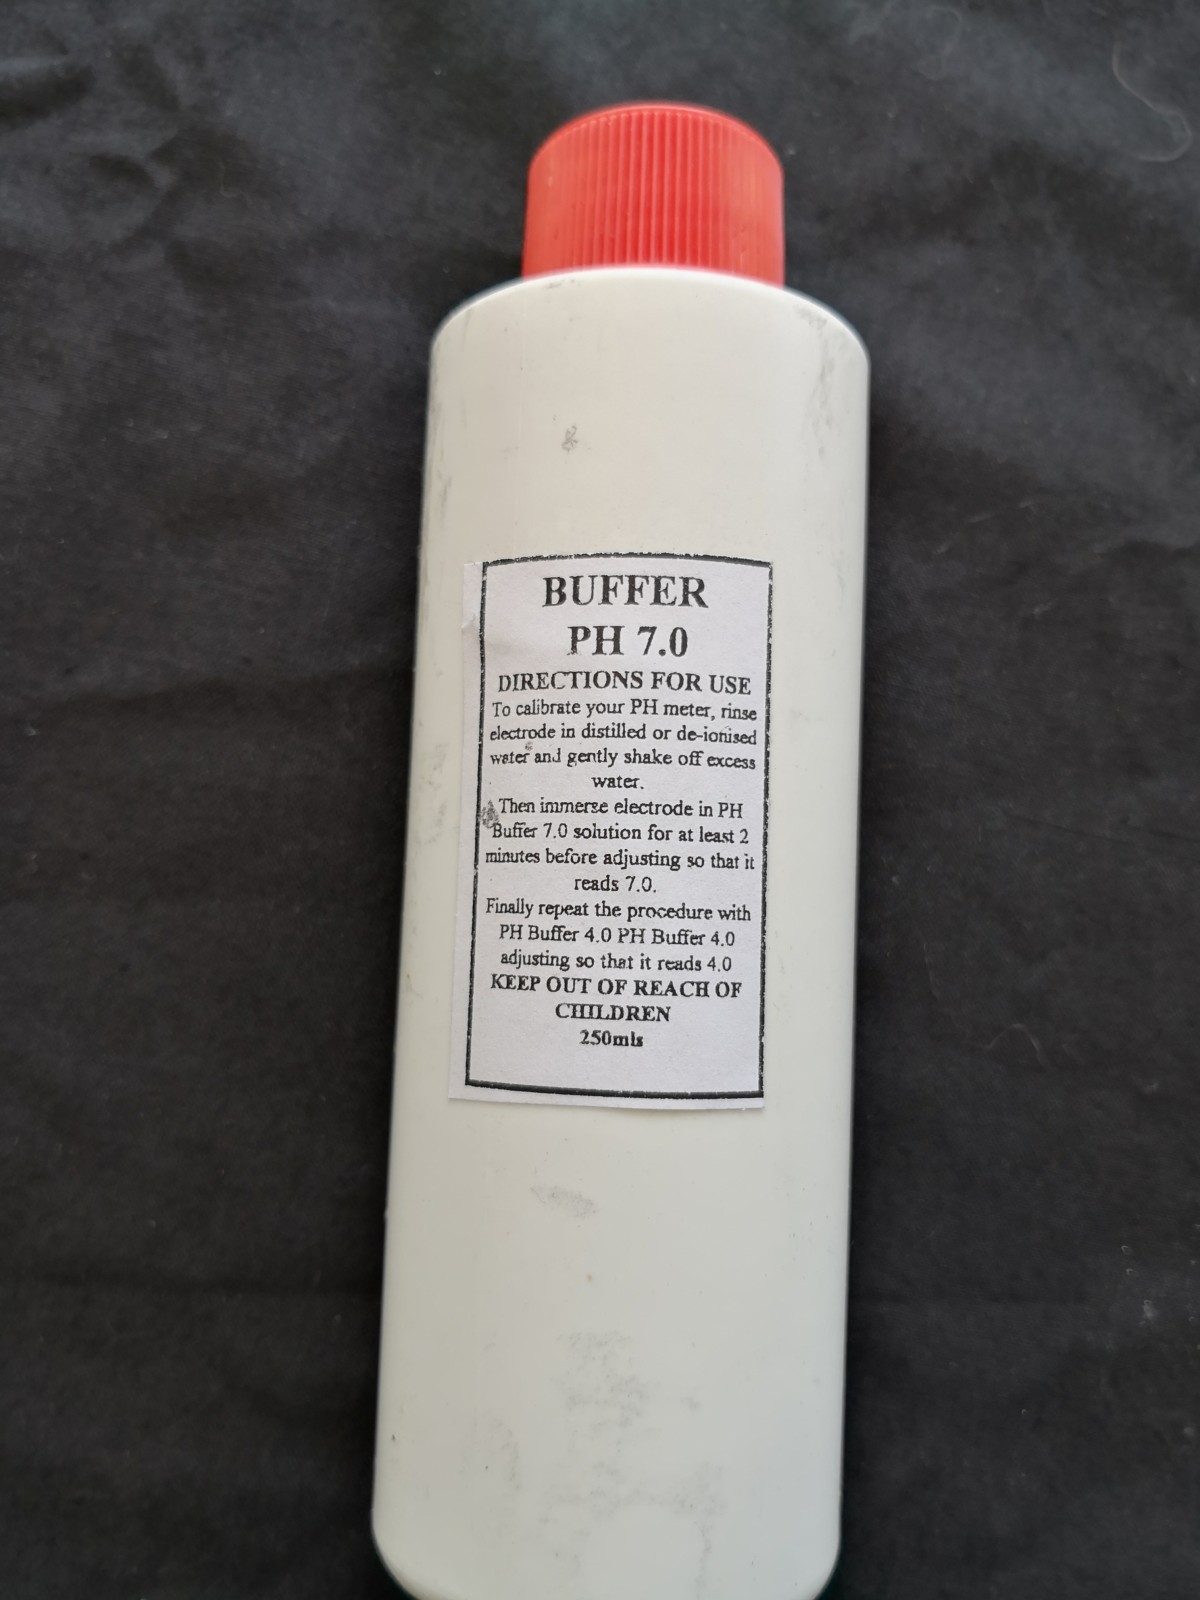 BUFFER
PH 7.0
DIRECTIONS FOR USE
To calibrate your PH meter, rinse
electrode in distilled or de-ionised
water and gently shake off excess
water.
Then immerse electrode in PH
Buffer 7.0 solution for at least 2
minutes before adjusting so that it
reads 7.0.
Finally repeat the procedure with
PH Buffer 4.0 PH Buffer 4.0
adjusting so that it reads 4.0
KEEP OUT OF REACH OF
CHILDREN
250mls